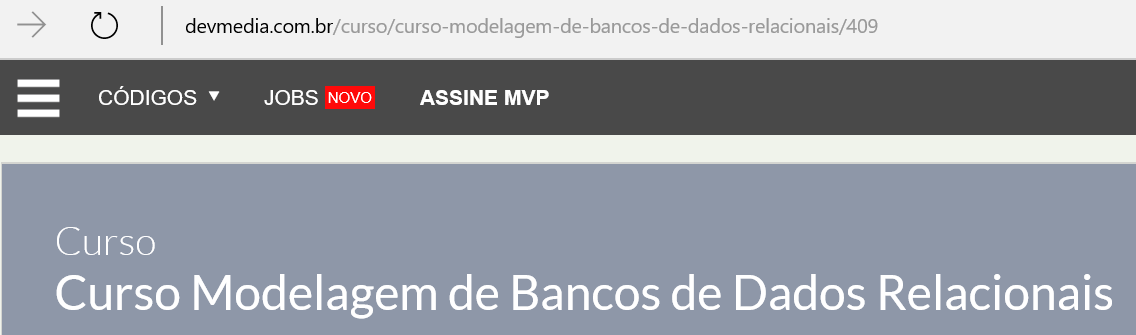 devmedia.com.br/curso/curso-modelagem-de-bancos-de-dados-relacionais/409
CÓDIGOS ▼ JOBS NOVO ASSINE MVP
Curso
Curso Modelagem de Bancos de Dados Relacionais